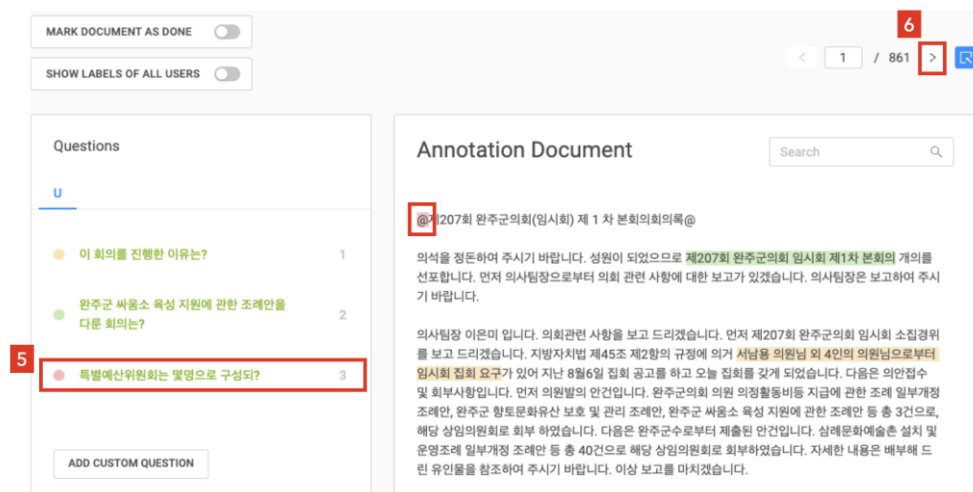 MARK DOCUMENT AS DONE
6
SHOW LABELS OF ALL USERS
< 1 / 861 >
Questions
U
이 회의를 진행한 이유는? 1
완주군 싸움소 육성 지원에 관한 조례안을
다룬 회의는? 2
5
특별예산위원회는 몇명으로 구성되? 3
ADD CUSTOM QUESTION
Annotation Document
Search
@제207회 완주군의회(임시회) 제 1 차 본회의회의록@
의석을 정돈하여 주시기 바랍니다. 성원이 되었으므로 제207회 완주군의회 임시회 제1차 본회의 개의를
선포합니다. 먼저 의사팀장으로부터 의회 관련 사항에 대한 보고가 있겠습니다. 의사팀장은 보고하여 주시
기 바랍니다.
의사팀장 이은미 입니다. 의회관련 사항을 보고 드리겠습니다. 먼저 제207회 완주군의회 임시회 소집경위
를 보고 드리겠습니다. 지방자치법 제45조 제2항의 규정에 의거 서남용 의원님 외 4인의 의원님으로부터
임시회 집회 요구가 있어 지난 8월6일 집회 공고를 하고 오늘 집회를 갖게 되었습니다. 다음은 의안접수
및 회부사항입니다. 먼저 의원발의 안건입니다. 완주군의회 의원 의정활동비등 지급에 관한 조례 일부개정
조례안, 완주군 향토문화유산 보호 및 관리 조례안, 완주군 싸움소 육성 지원에 관한 조례안 등 총 3건으로,
해당 상임의원회로 회부 하였습니다. 다음은 완주군수로부터 제출된 안건입니다. 삼례문화예술촌 설치 및
운영조례 일부개정 조례안 등 총 40건으로 해당 상임의원회로 회부하였습니다. 자세한 내용은 배부해 드
린 유인물을 참조하여 주시기 바랍니다. 이상 보고를 마치겠습니다.